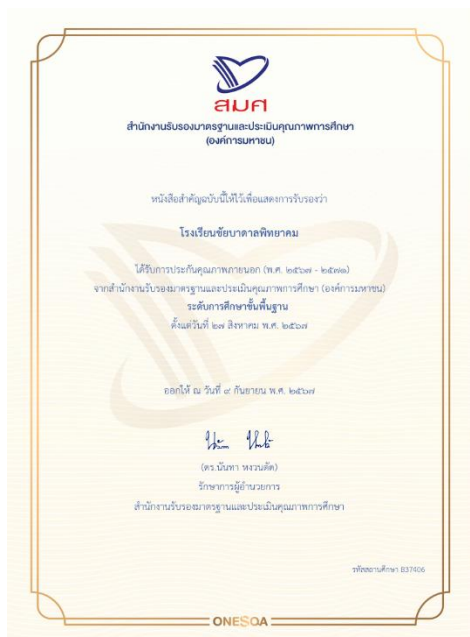 สมศ
สำนักงานรับรองมาตรฐานและประเมินคุณภาพการศึกษา
(องค์การมหาชน)
หนังสือสำคัญฉบับนี้ให้ไว้เพื่อแสดงการรับรองว่า
โรงเรียนชัยบาดาลพิทยาคม
ได้รับการประกันคุณภาพภายนอก (พ.ศ. ๒๕๖๗ - ๒๕๗๑)
จากสำนักงานรับรองมาตรฐานและประเมินคุณภาพการศึกษา (องค์การมหาชน)
ระดับการศึกษาขั้นพื้นฐาน
ตั้งแต่วันที่ ๒๗ สิงหาคม พ.ศ. ๒๕๖๗
ออกให้ ณ วันที่ ๙ กันยายน พ.ศ. ๒๕๖๗
(ดร.นันทา หงวนตัด)
รักษาการผู้อำนวยการ
สำนักงานรับรองมาตรฐานและประเมินคุณภาพการศึกษา
รหัสสถานศึกษา 037406
ONESQA